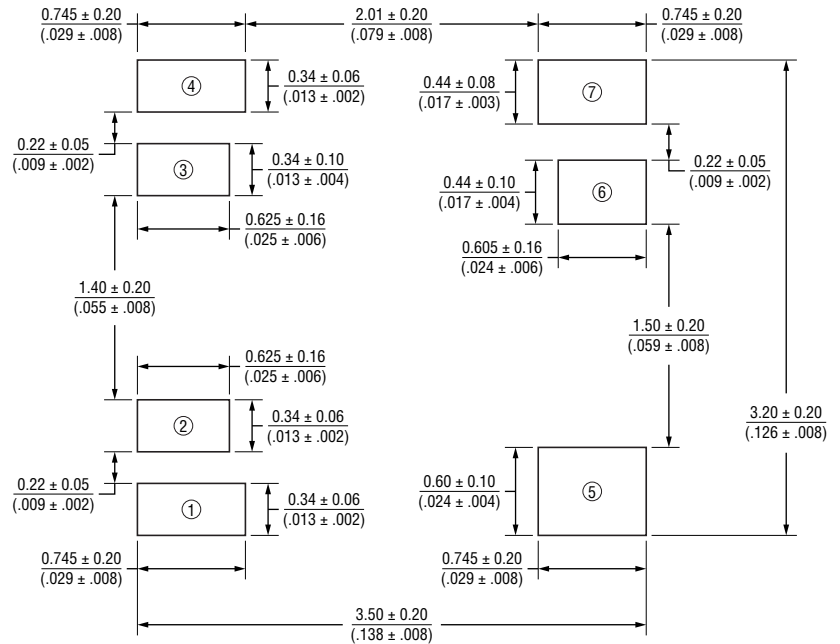 0.745 ± 0.20
(.029 ± .008)
2.01 ± 0.20
(.079 ± .008)
0.745 ± 0.20
(.029 ± .008)
④
0.34 ± 0.06
(.013 ± .002)
0.44 ± 0.08
(.017 ± .003)
⑦
0.22 ± 0.05
(.009 ± .002)
③
0.34 ± 0.10
(.013 ± .004)
0.22 ± 0.05
(.009 ± .002)
0.44 ± 0.10
(.017 ± .004)
⑥
0.625 ± 0.16
(.025 ± .006)
0.605 ± 0.16
(.024 ± .006)
1.40 ± 0.20
(.055 ± .008)
1.50 ± 0.20
(.059 ± .008)
0.625 ± 0.16
(.025 ± .006)
3.20 ± 0.20
(.126 ± .008)
②
0.34 ± 0.06
(.013 ± .002)
0.22 ± 0.05
(.009 ± .002)
0.60 ± 0.10
(.024 ± .004)
⑤
①
0.34 ± 0.06
(.013 ± .002)
0.745 ± 0.20
(.029 ± .008)
0.745 ± 0.20
(.029 ± .008)
3.50 ± 0.20
(.138 ± .008)